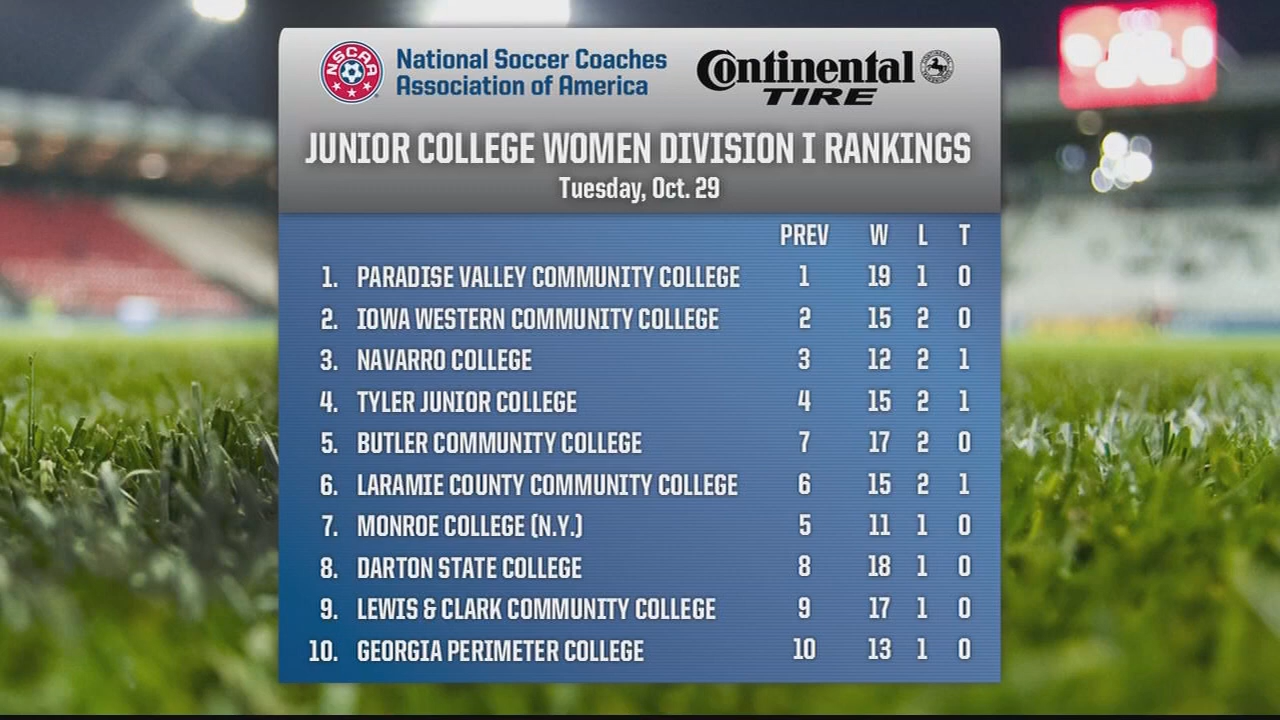 NSCAA
National Soccer Coaches
Association of America
Continental
TIRE
JUNIOR COLLEGE WOMEN DIVISION I RANKINGS
Tuesday, Oct. 29
PREV W L T
1. PARADISE VALLEY COMMUNITY COLLEGE 1 19 1 0
2. IOWA WESTERN COMMUNITY COLLEGE 2 15 2 0
3. NAVARRO COLLEGE 3 12 2 1
4. TYLER JUNIOR COLLEGE 4 15 2 1
5. BUTLER COMMUNITY COLLEGE 7 17 2 0
6. LARAMIE COUNTY COMMUNITY COLLEGE 6 15 2 1
7. MONROE COLLEGE (N.Y.) 5 11 1 0
8. DARTON STATE COLLEGE 8 18 1 0
9. LEWIS & CLARK COMMUNITY COLLEGE 9 17 1 0
10. GEORGIA PERIMETER COLLEGE 10 13 1 0